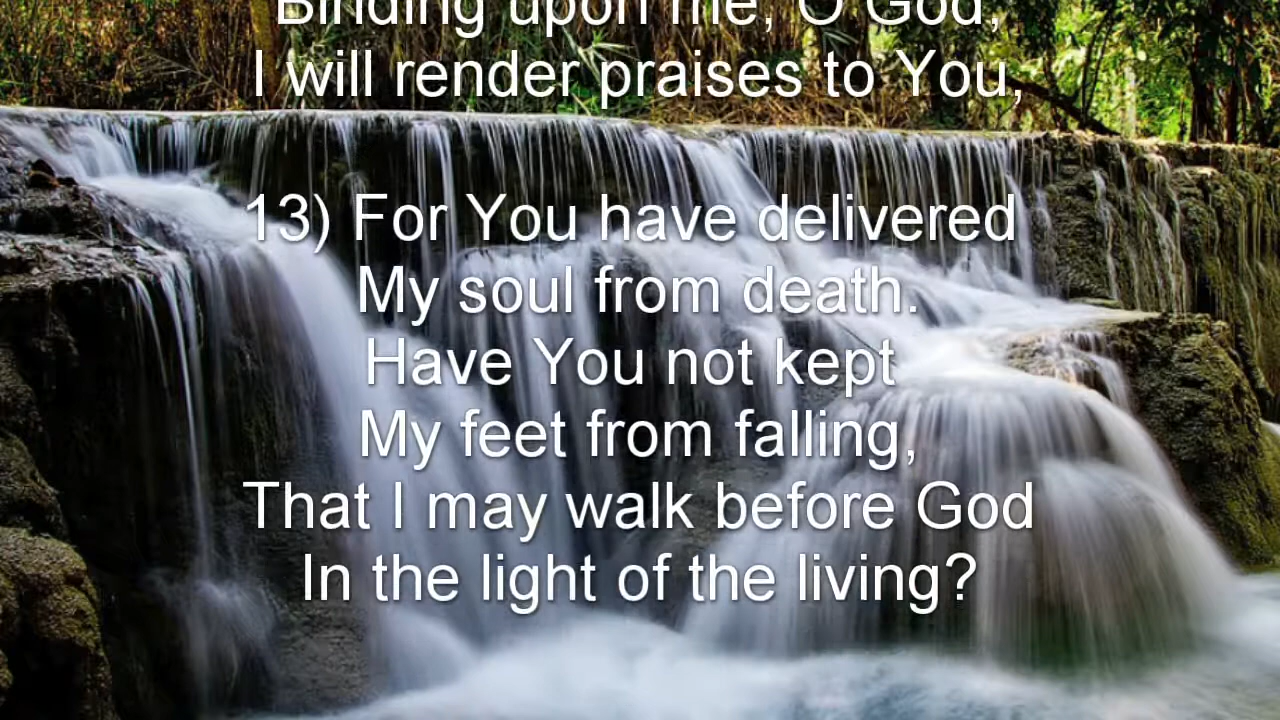 Binding upon me, O God,
I will render praises to You,
13) For You have delivered
My soul from death.
Have You not kept
My feet from falling,
That I may walk before God
In the light of the living?